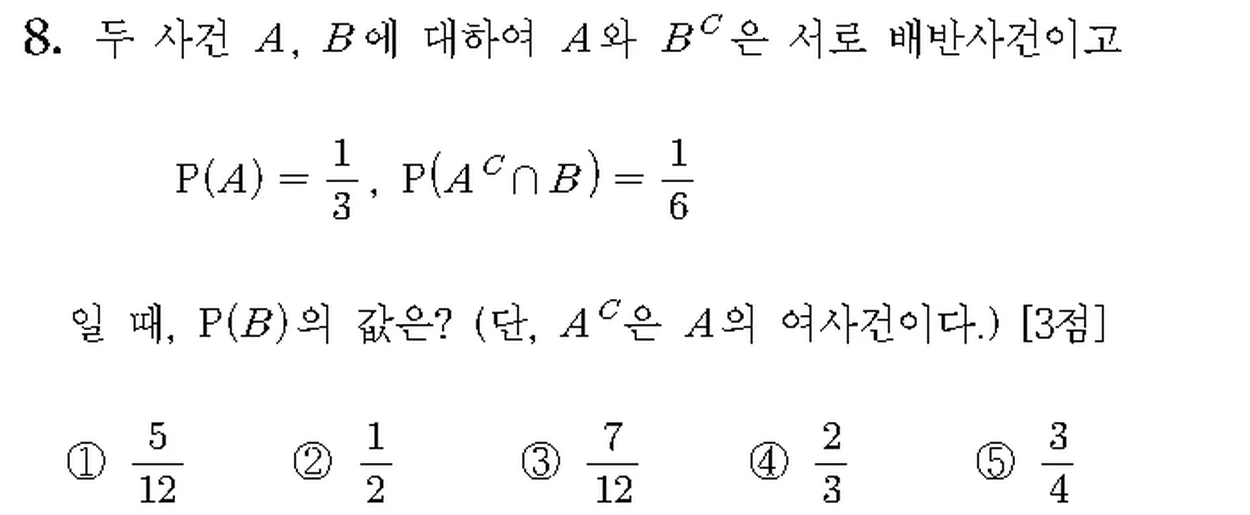 8. 두 사건 A, B에 대하여 A와 B^C은 서로 배반사건이고
P(A) = 1/3, P(A^C ∩ B) = 1/6
일 때, P(B)의 값은? (단, A^C은 A의 여사건이다.) [3점]
① 5/12 ② 1/2 ③ 7/12 ④ 2/3 ⑤ 3/4